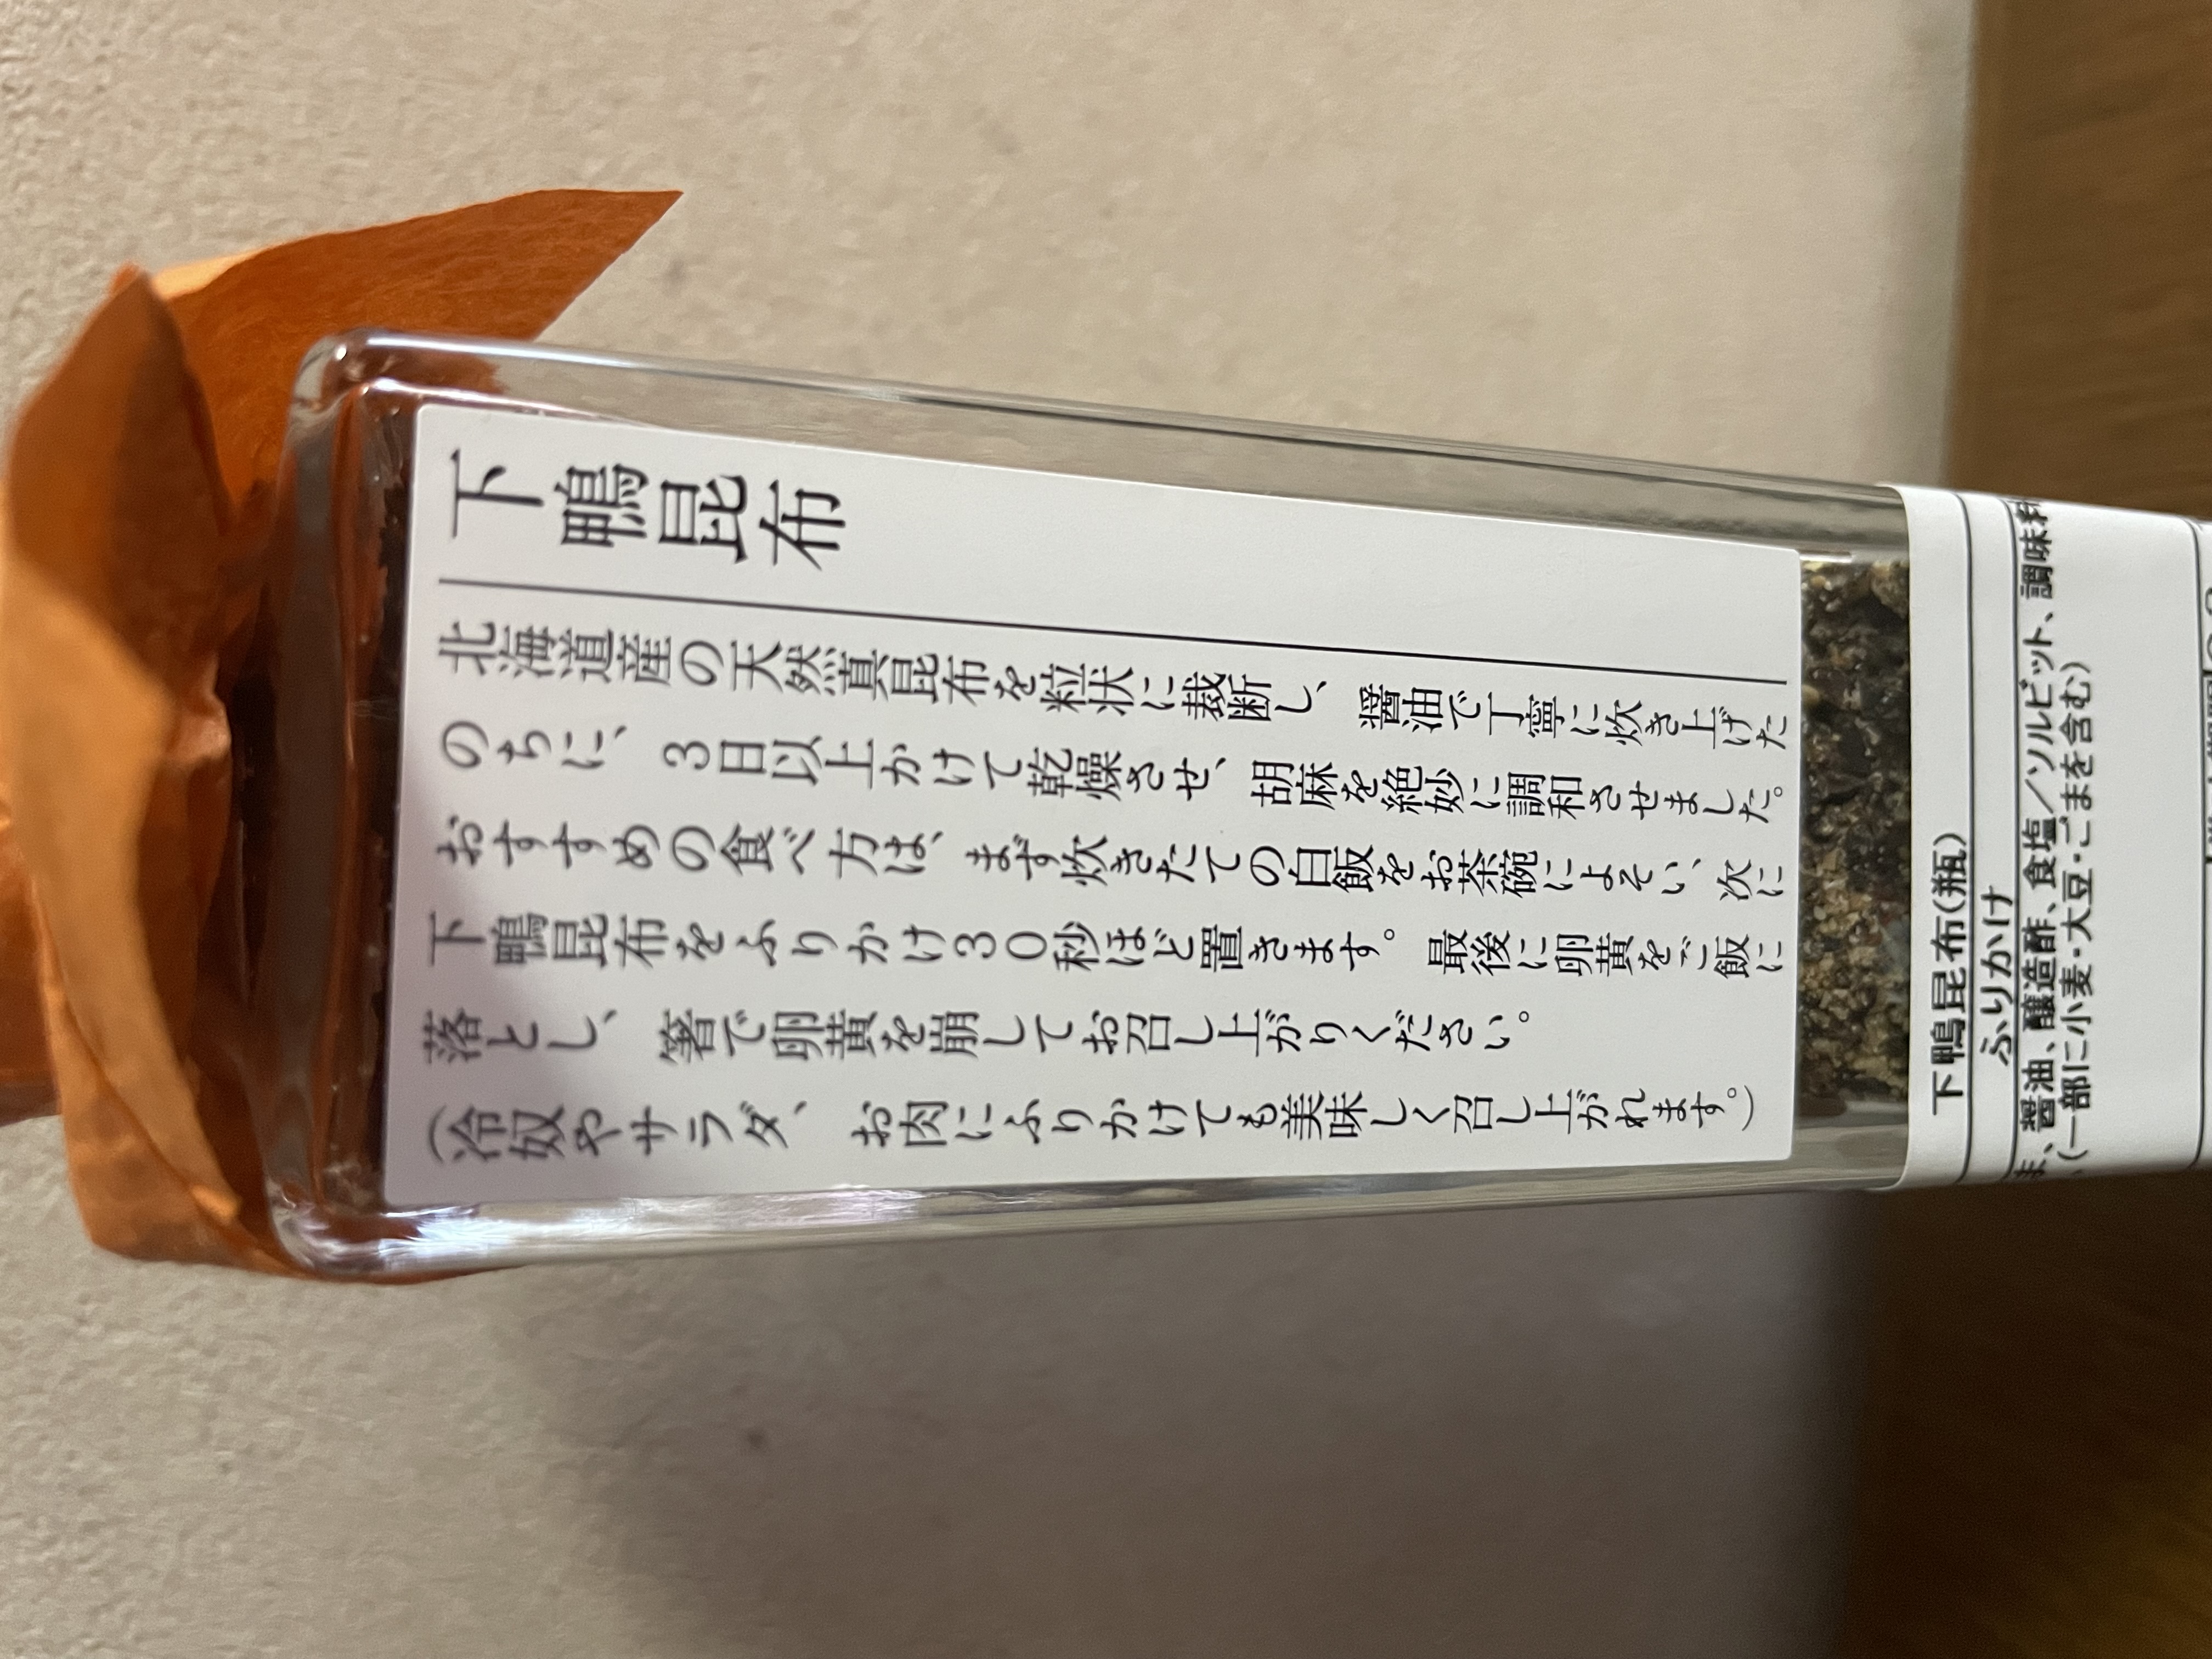 下鴨昆布
北海道産の天然真昆布を粒状に裁断し、醤油で丁寧に炊き上げた
のちに、3日以上かけて乾燥させ、胡麻を絶妙に調和させました。
おすすめの食べ方は、まず炊きたての白飯をお茶碗によそい、次に
下鴨昆布をふりかけ30秒ほど置きます。最後に卵黄をご飯に
落とし、箸で卵黄を崩してお召し上がりください。
(冷奴やサラダ、お肉にふりかけても美味しく召し上がれます。)
下鴨昆布(瓶)
ふりかけ
、醤油、醸造酢、食塩/ソルビット、調味料
(一部に小麦・大豆・ごまを含む)